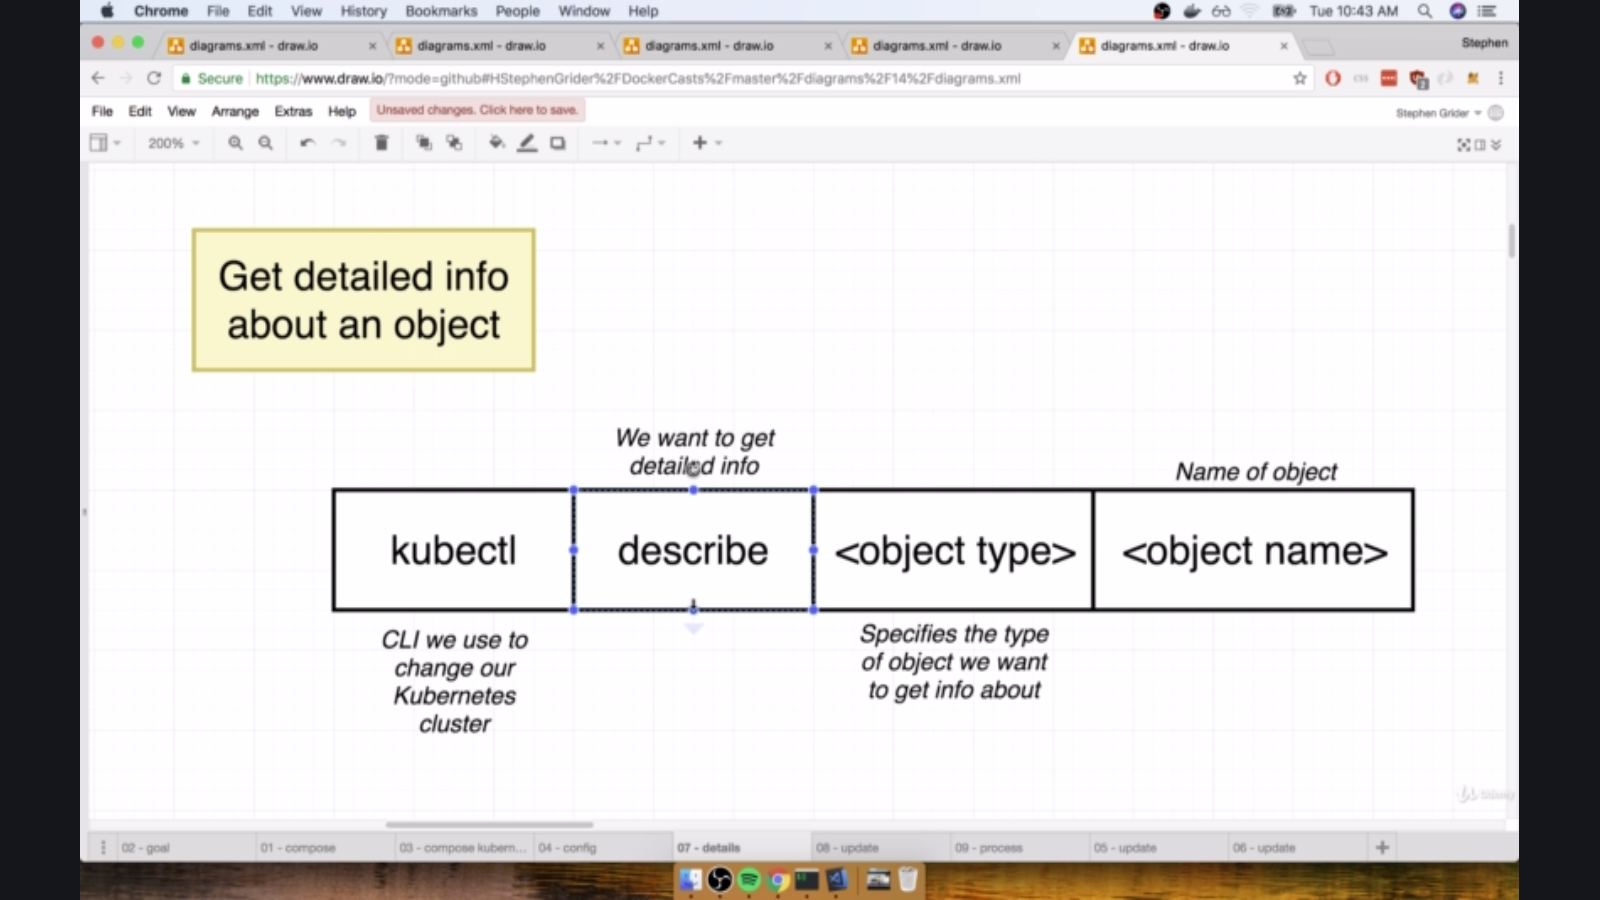 Chrome File Edit View History Bookmarks People Window Help
Tue 10:43 AM
diagrams.xml - draw.io
diagrams.xml - draw.io
diagrams.xml - draw.io
diagrams.xml - draw.io
diagrams.xml - draw.io
Stephen
Secure https://www.draw.io/?mode=github#HStephenGrider%2FDockerCasts%2Fmaster%2Fdiagrams%2F14%2Fdiagrams.xml
css
2
File Edit View Arrange Extras Help Unsaved changes. Click here to save.
Stephen Grider
200%
Get detailed info
about an object
We want to get
detailed info
Name of object
kubectl describe <object type> <object name>
CLI we use to
change our
Kubernetes
cluster
Specifies the type
of object we want
to get info about
02 - goal 01 - compose 03 - compose kubern... 04 - config 07 - details 08 - update 09 - process 05 - update 06 - update